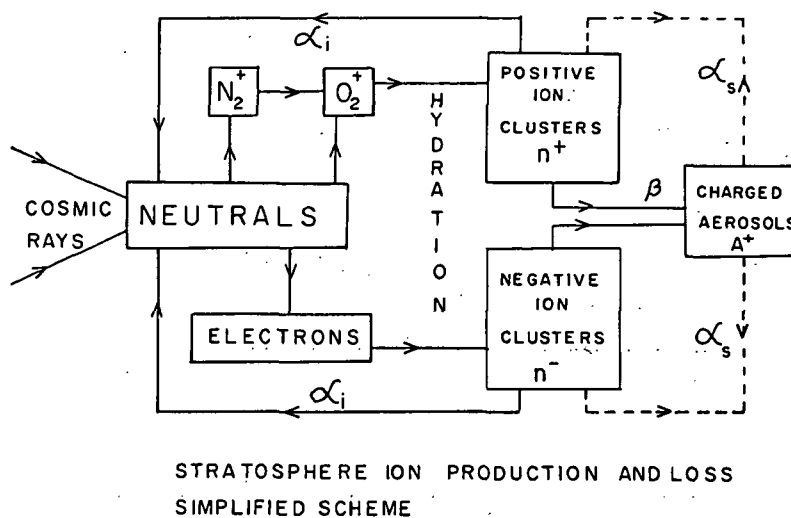 αi
N2+
O2+
HYDRATION
POSITIVE
ION.
CLUSTERS
n+
αs
COSMIC
RAYS
NEUTRALS
β
CHARGED
AEROSOLS
A+
ELECTRONS
NEGATIVE
ION
CLUSTERS
n-
αs
αi
STRATOSPHERE ION PRODUCTION AND LOSS
SIMPLIFIED SCHEME